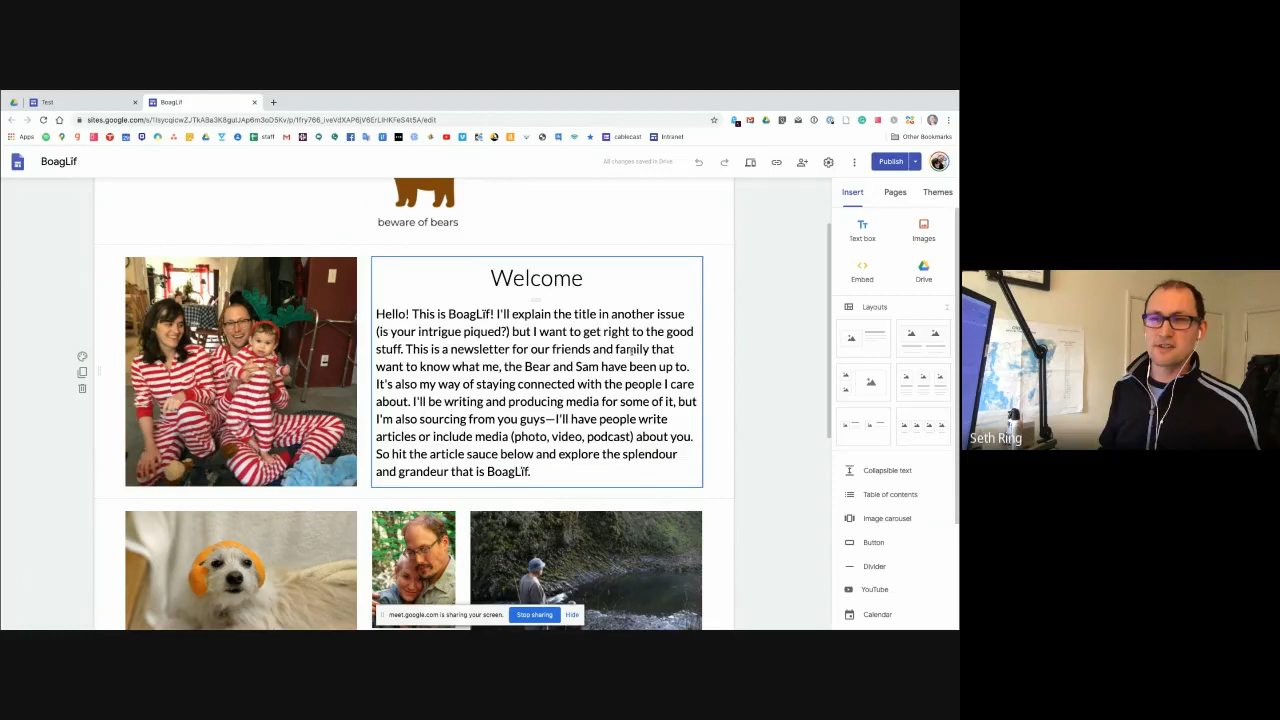 Test
BoagLïf
Apps
staff
cablecast
Intranet
Other Bookmarks
BoagLïf
All changes saved in Drive
Publish
Insert
Pages
Themes
beware of bears
Tт
Text box
Images
Embed
Drive
Layouts
Welcome
Hello! This is BoagLïf! I'll explain the title in another issue
(is your intrigue piqued?) but I want to get right to the good
stuff. This is a newsletter for our friends and family that
want to know what me, the Bear and Sam have been up to.
It's also my way of staying connected with the people I care
about. I'll be writing and producing media for some of it, but
I'm also sourcing from you guys—I'll have people write
articles or include media (photo, video, podcast) about you.
So hit the article sauce below and explore the splendour
and grandeur that is BoagLïf.
Collapsible text
Table of contents
Image carousel
Button
Divider
YouTube
Calendar
meet.google.com is sharing your screen.
Stop sharing
Hide
Seth Ring